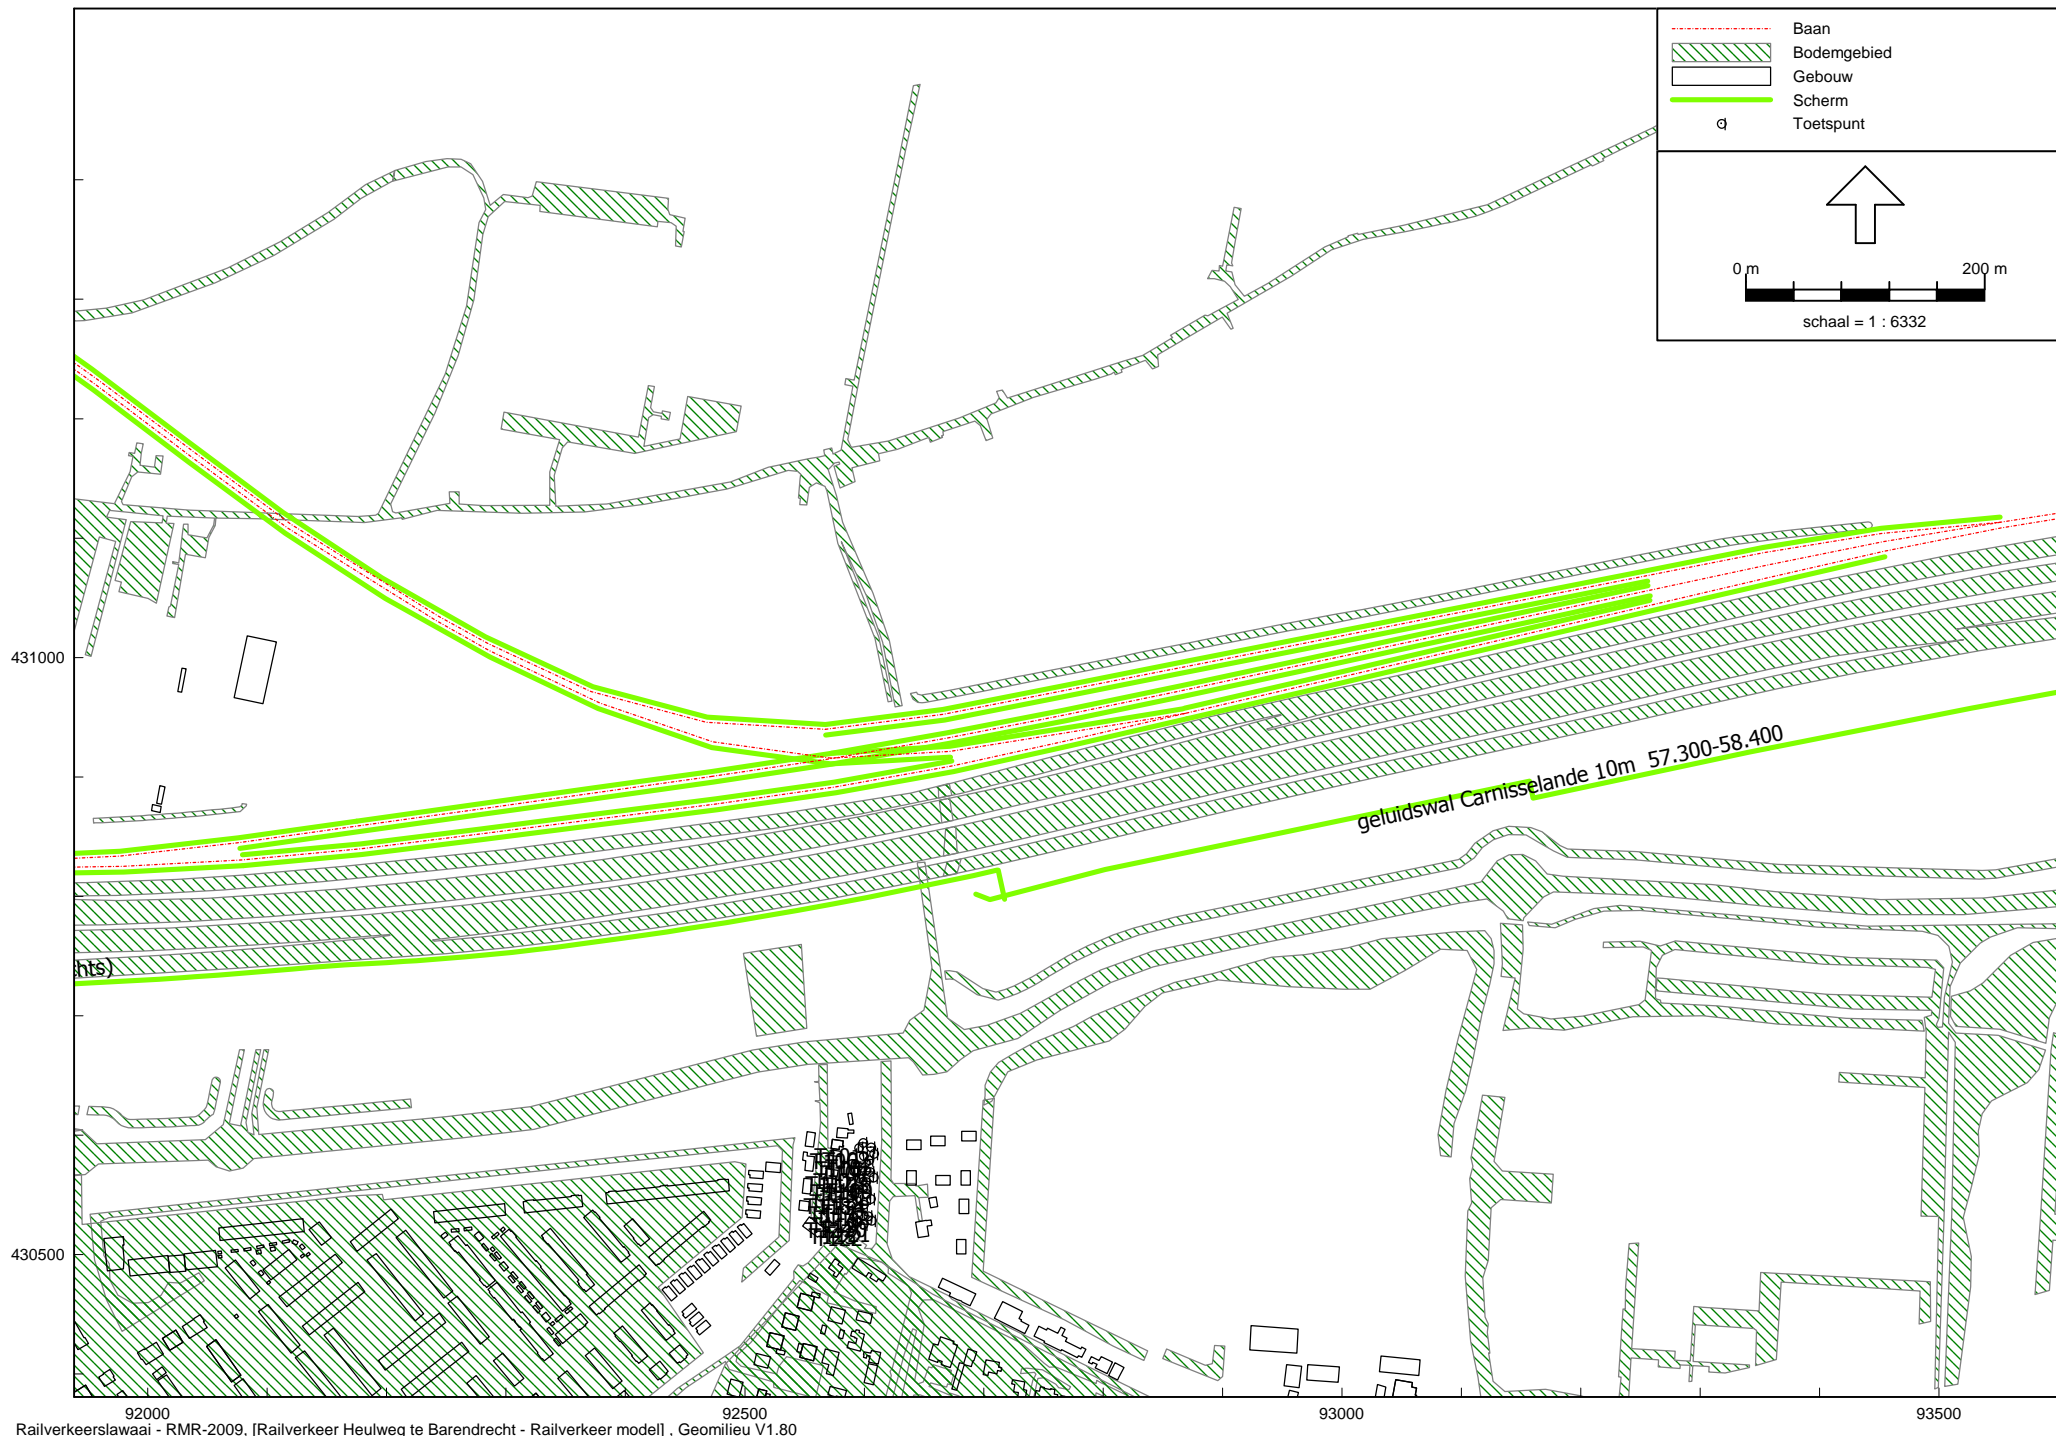 Baan
Bodemgebied
Gebouw
Scherm
Toetspunt
0 m 200 m
schaal = 1 : 6332
431000
geluidswal Carnisselande 10m 57.300-58.400
hts)
430500
92000 92500 93000 93500
Railverkeerslawaai - RMR-2009, [Railverkeer Heulweg te Barendrecht - Railverkeer model] , Geomilieu V1.80